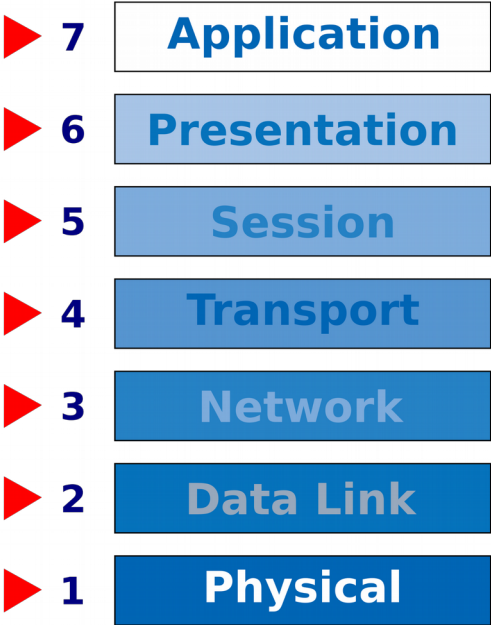 7 Application
6 Presentation
5 Session
4 Transport
3 Network
2 Data Link
1 Physical